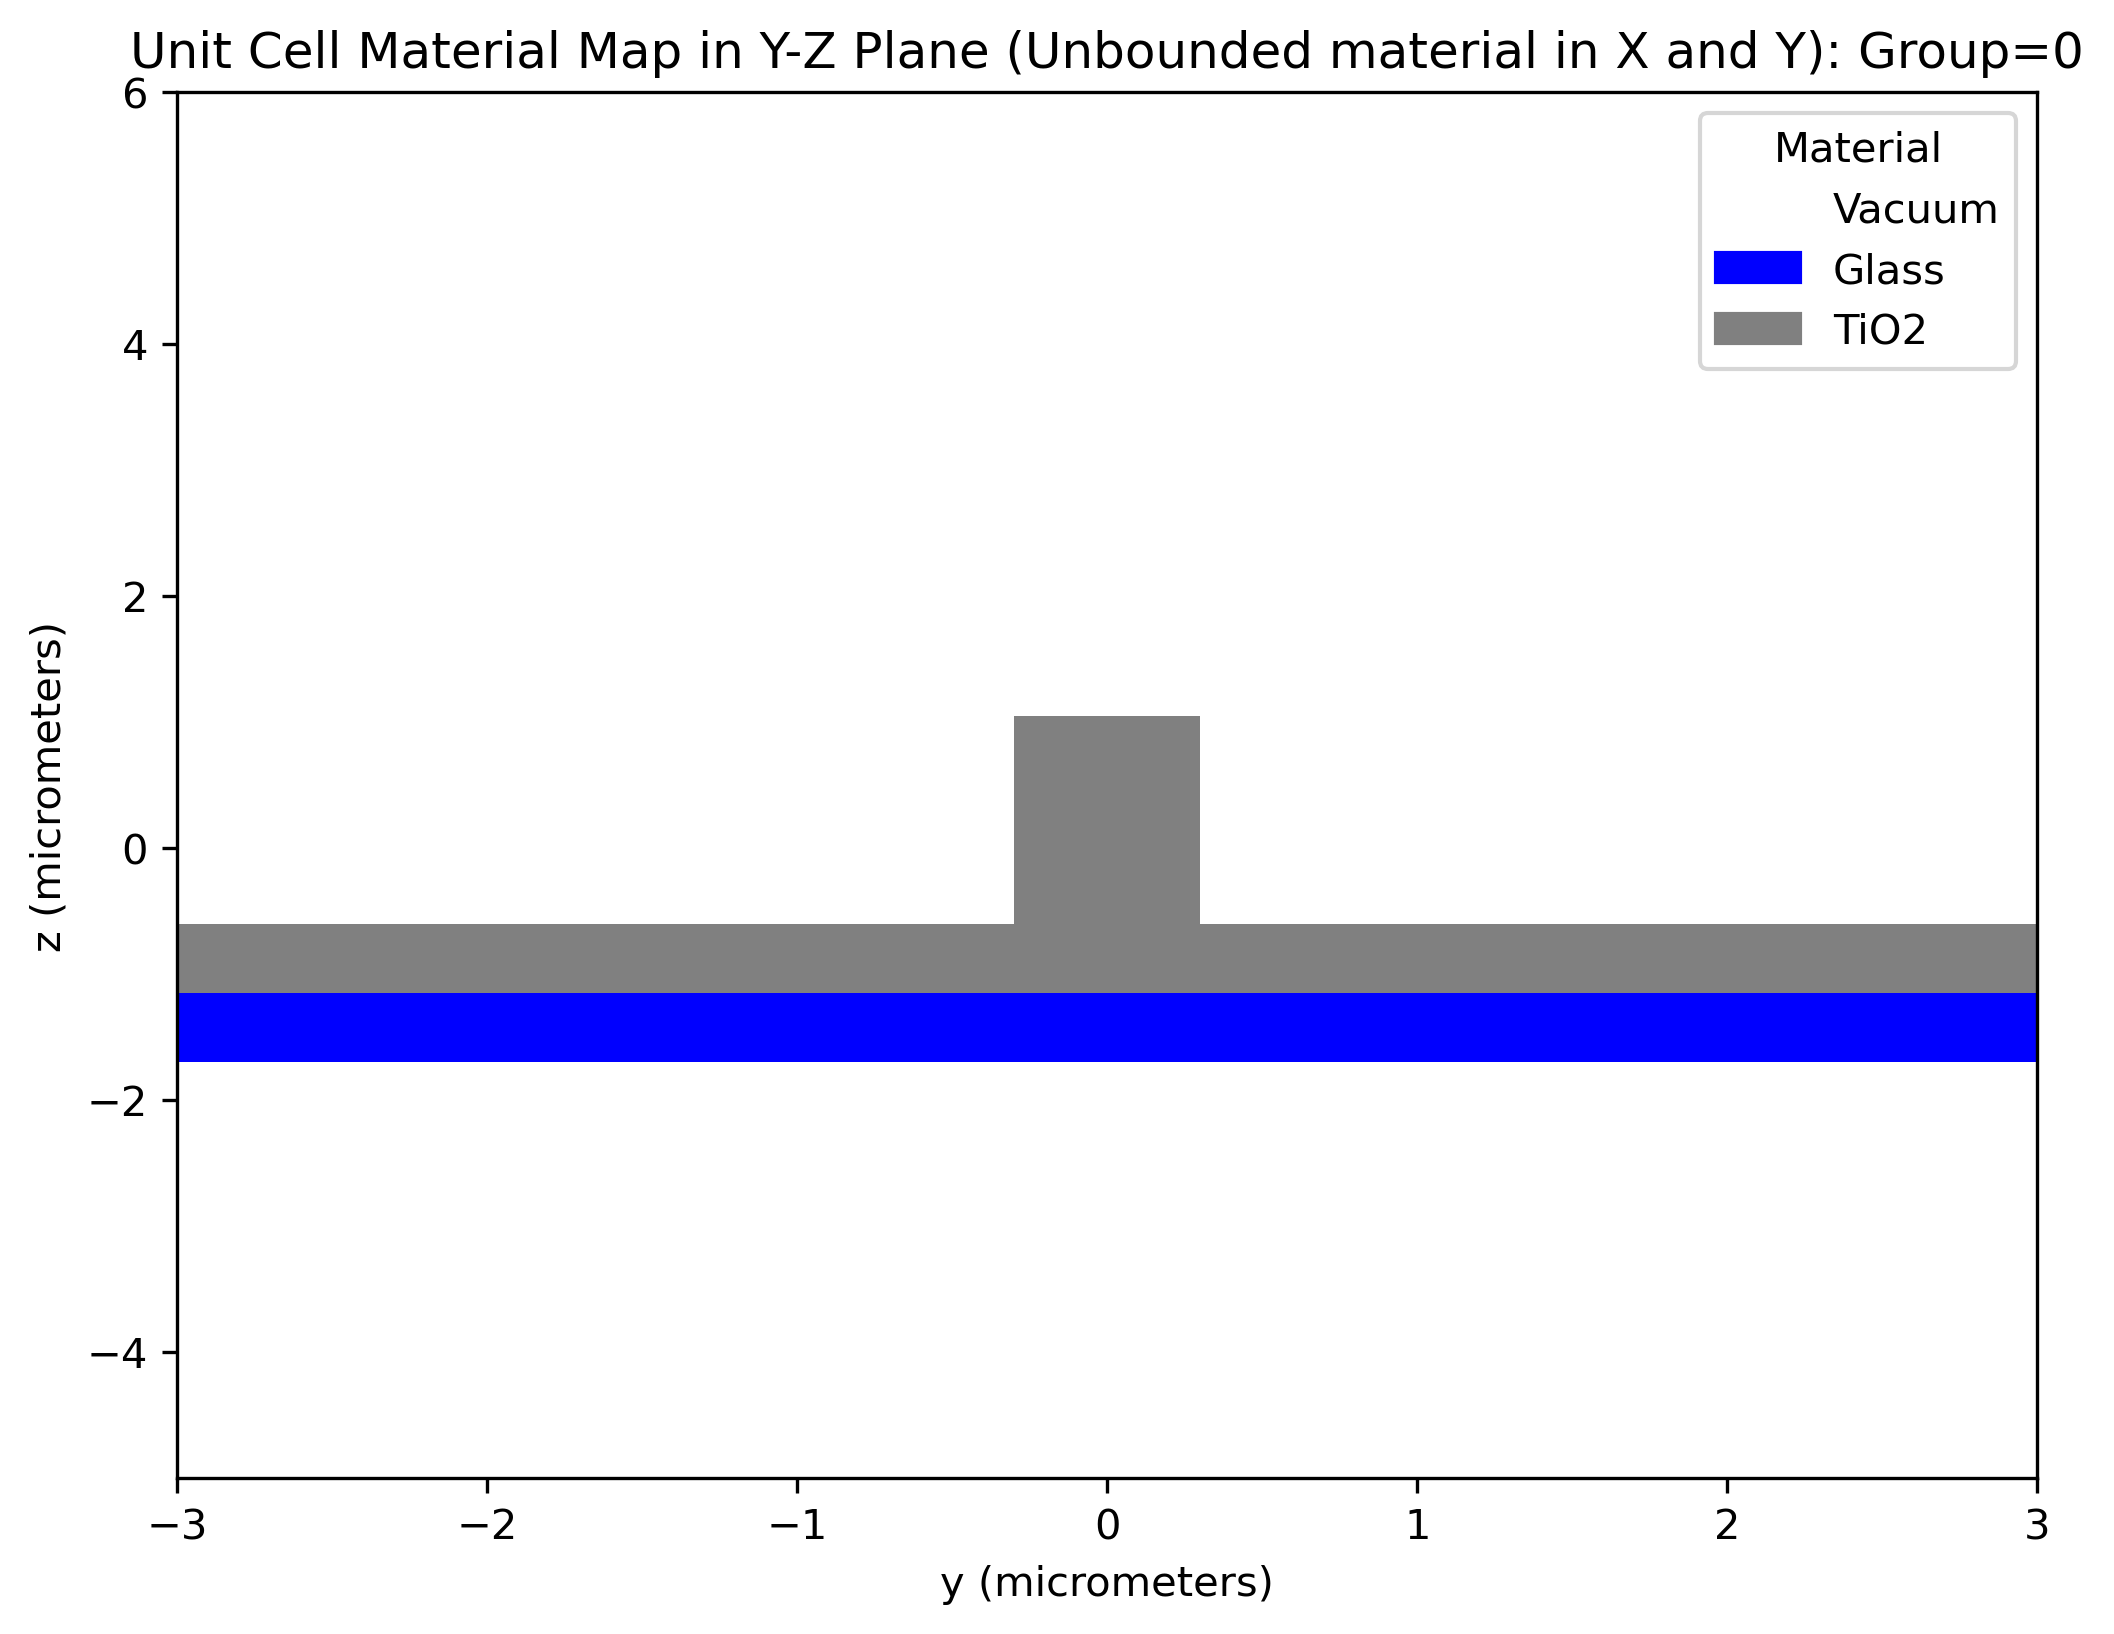 Unit Cell Material Map in Y-Z Plane (Unbounded material in X and Y): Group=0
Material
Vacuum
Glass
TiO2
6
4
2
0
−2
−4
z (micrometers)
−3 −2 −1 0 1 2 3
y (micrometers)